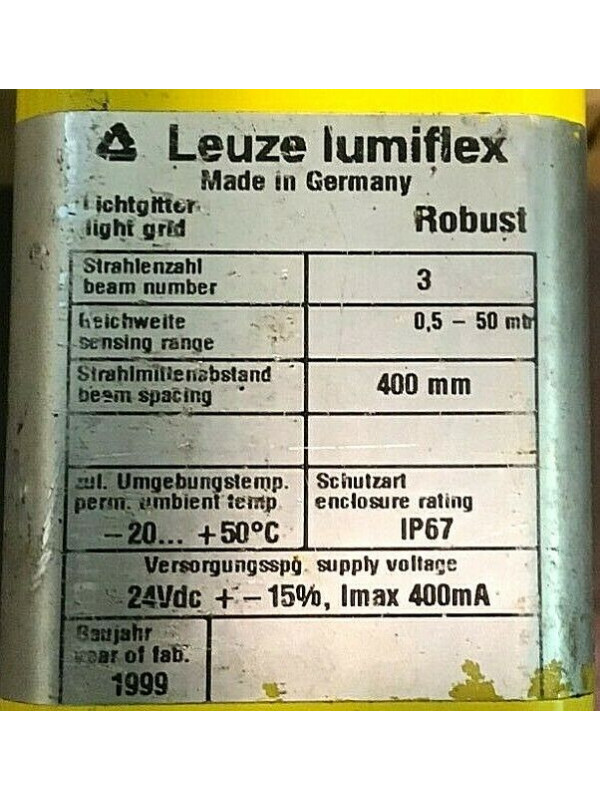 Leuze lumiflex
Made in Germany
Lichtgitter
light grid
Robust
Strahlenzahl
beam number
3
Reichweite
sensing range
0,5 – 50 mtr
Strahlmittenabstand
beam spacing
400 mm
zul. Umgebungstemp.
perm. ambient temp
–20... +50°C
Schutzart
enclosure rating
IP67
Versorgungsspg. supply voltage
24Vdc + – 15%, Imax 400mA
Baujahr
year of fab.
1999